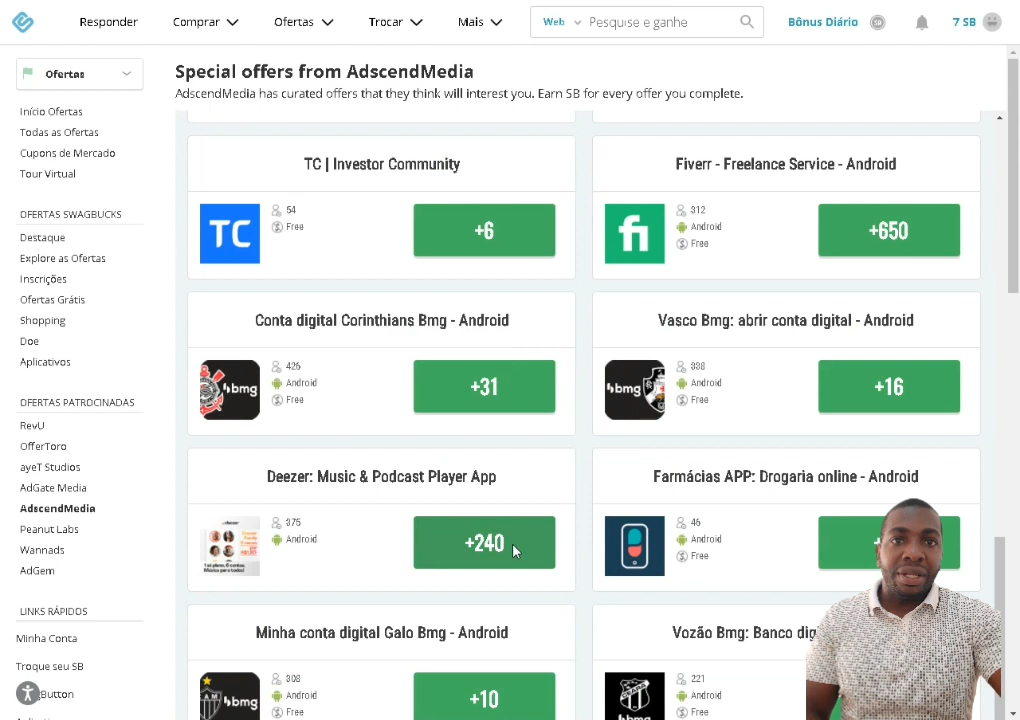 Responder
Comprar
Ofertas
Trocar
Mais
Web
Pesquise e ganhe
Bônus Diário
SB
7 SB
Ofertas
Início Ofertas
Todas as Ofertas
Cupons de Mercado
Tour Virtual
OFERTAS SWAGBUCKS
Destaque
Explore as Ofertas
Inscrições
Ofertas Grátis
Shopping
Doe
Aplicativos
OFERTAS PATROCINADAS
RevU
OfferToro
ayeT Studios
AdGate Media
AdscendMedia
Peanut Labs
Wannads
AdGem
LINKS RÁPIDOS
Minha Conta
Troque seu SB
Button
Special offers from AdscendMedia
AdscendMedia has curated offers that they think will interest you. Earn SB for every offer you complete.
TC | Investor Community
TC
54
Free
+6
Fiverr - Freelance Service - Android
fi
312
Android
Free
+650
Conta digital Corinthians Bmg - Android
bmg
426
Android
Free
+31
Vasco Bmg: abrir conta digital - Android
bmg
338
Android
Free
+16
Deezer: Music & Podcast Player App
375
Android
+240
Farmácias APP: Drogaria online - Android
46
Android
Free
Minha conta digital Galo Bmg - Android
bmg
308
Android
Free
+10
Vozão Bmg: Banco dig
bmg
221
Android
Free